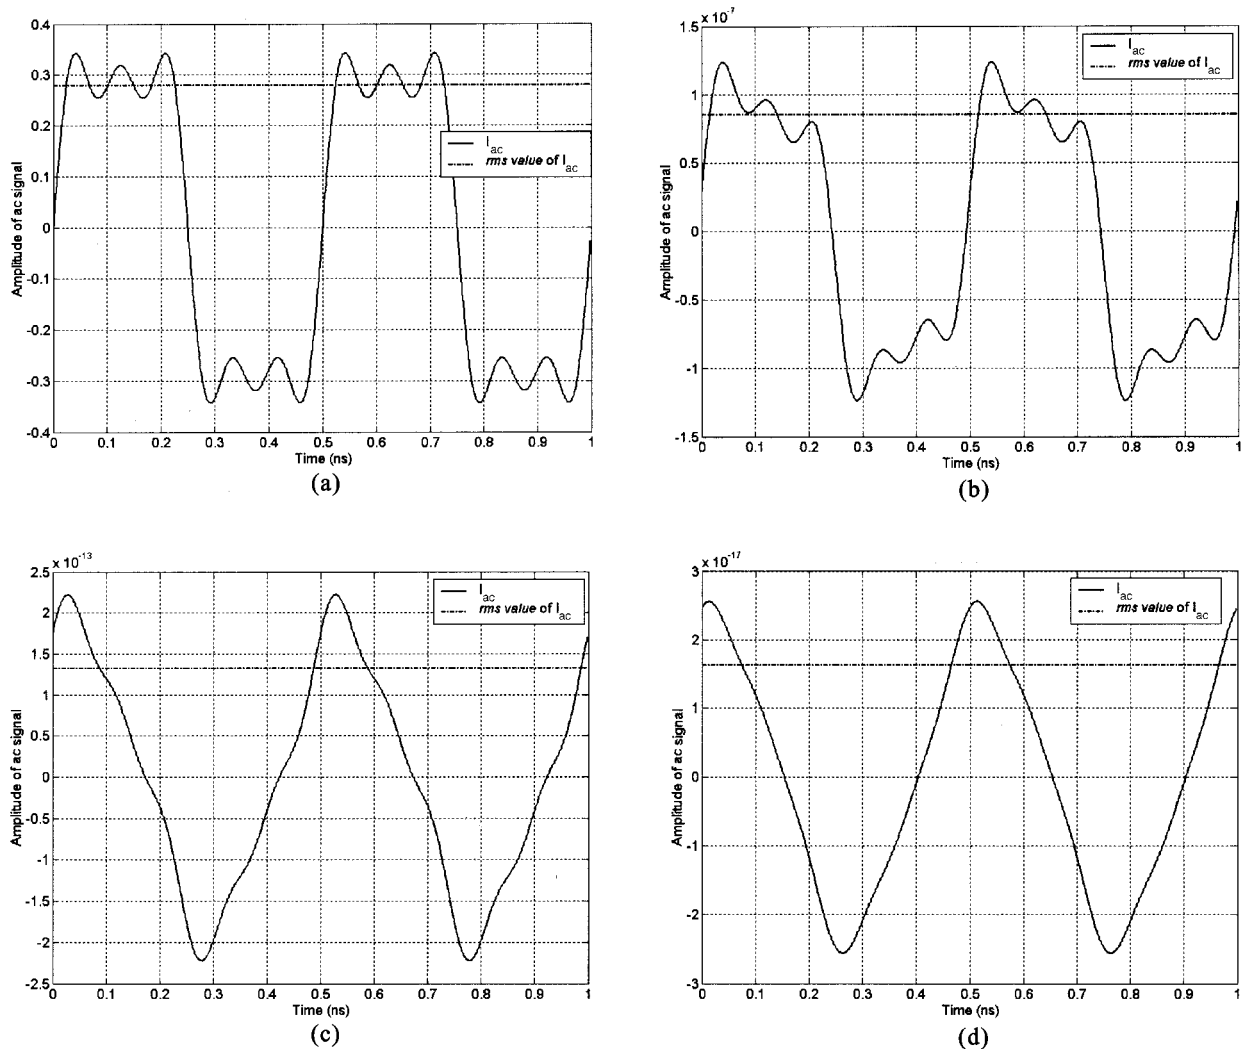 0.4
0.3
0.2
0.1
0
-0.1
-0.2
-0.3
-0.4
Amplitude of ac signal
I_ac
rms value of I_ac
0 0.1 0.2 0.3 0.4 0.5 0.6 0.7 0.8 0.9 1
Time (ns)
(a)
x 10^-7
1.5
1
0.5
0
-0.5
-1
-1.5
Amplitude of ac signal
I_ac
rms value of I_ac
0 0.1 0.2 0.3 0.4 0.5 0.6 0.7 0.8 0.9 1
Time (ns)
(b)
x 10^-13
2.5
2
1.5
1
0.5
0
-0.5
-1
-1.5
-2
-2.5
Amplitude of ac signal
I_ac
rms value of I_ac
0 0.1 0.2 0.3 0.4 0.5 0.6 0.7 0.8 0.9 1
Time (ns)
(c)
x 10^-17
3
2
1
0
-1
-2
-3
Amplitude of ac signal
I_ac
rms value of I_ac
0 0.1 0.2 0.3 0.4 0.5 0.6 0.7 0.8 0.9 1
Time (ns)
(d)